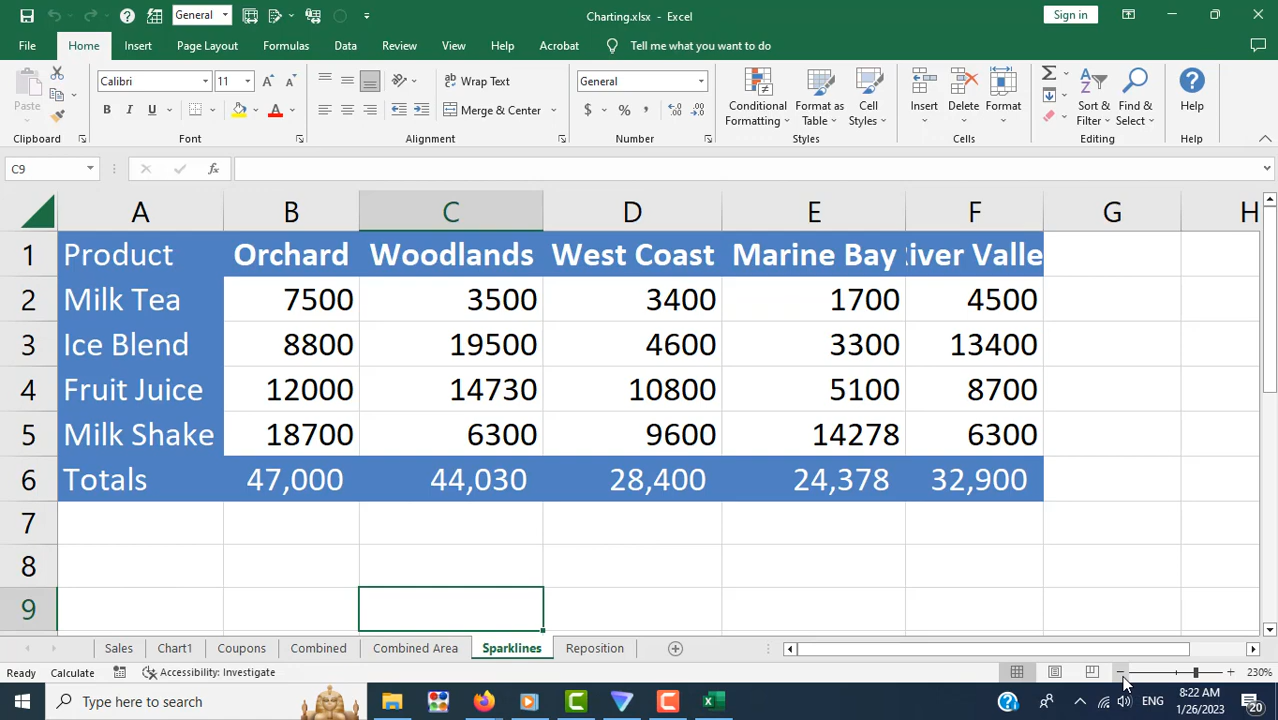 General
Charting.xlsx - Excel
Sign in
File Home Insert Page Layout Formulas Data Review View Help Acrobat Tell me what you want to do
Paste
Calibri 11
B I U A
Wrap Text
Merge & Center
General
$ % ,
Conditional Formatting
Format as Table
Cell Styles
Insert
Delete
Format
Sort & Filter
Find & Select
Help
Clipboard Font Alignment Number Styles Cells Editing Help
C9 fx
A B C D E F G H
1 Product Orchard Woodlands West Coast Marine Bay iver Valle
2 Milk Tea 7500 3500 3400 1700 4500
3 Ice Blend 8800 19500 4600 3300 13400
4 Fruit Juice 12000 14730 10800 5100 8700
5 Milk Shake 18700 6300 9600 14278 6300
6 Totals 47,000 44,030 28,400 24,378 32,900
7
8
9
Sales Chart1 Coupons Combined Combined Area Sparklines Reposition
Ready Calculate Accessibility: Investigate 230%
Type here to search
ENG
8:22 AM
1/26/2023
20